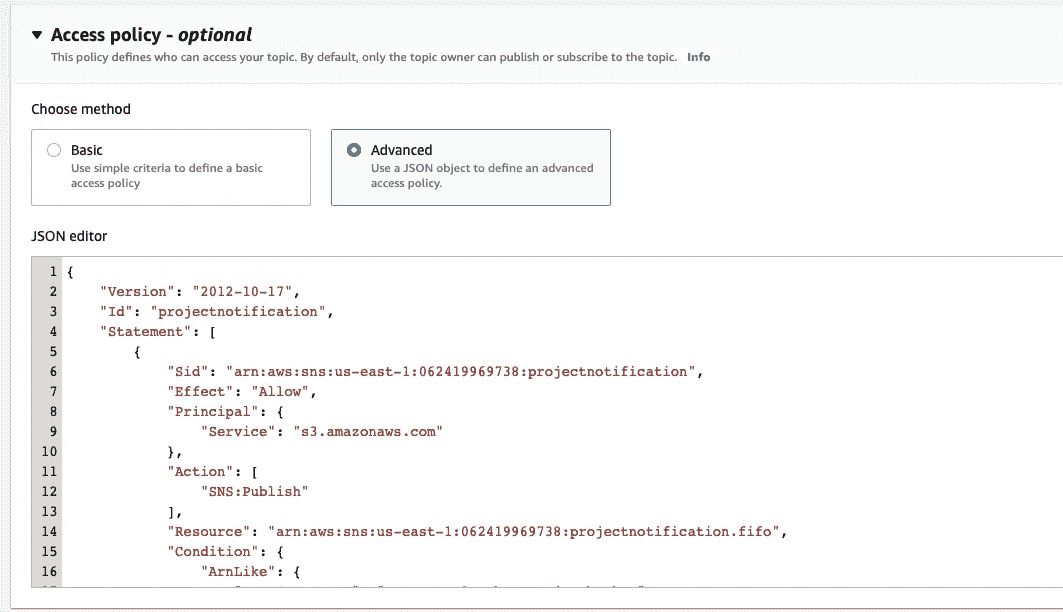 ▼ Access policy - optional
This policy defines who can access your topic. By default, only the topic owner can publish or subscribe to the topic. Info
Choose method
Basic
Use simple criteria to define a basic
access policy
Advanced
Use a JSON object to define an advanced
access policy.
JSON editor
1 {
2 "Version": "2012-10-17",
3 "Id": "projectnotification",
4 "Statement": [
5 {
6 "Sid": "arn:aws:sns:us-east-1:062419969738:projectnotification",
7 "Effect": "Allow",
8 "Principal": {
9 "Service": "s3.amazonaws.com"
10 },
11 "Action": [
12 "SNS:Publish"
13 ],
14 "Resource": "arn:aws:sns:us-east-1:062419969738:projectnotification.fifo",
15 "Condition": {
16 "ArnLike": {